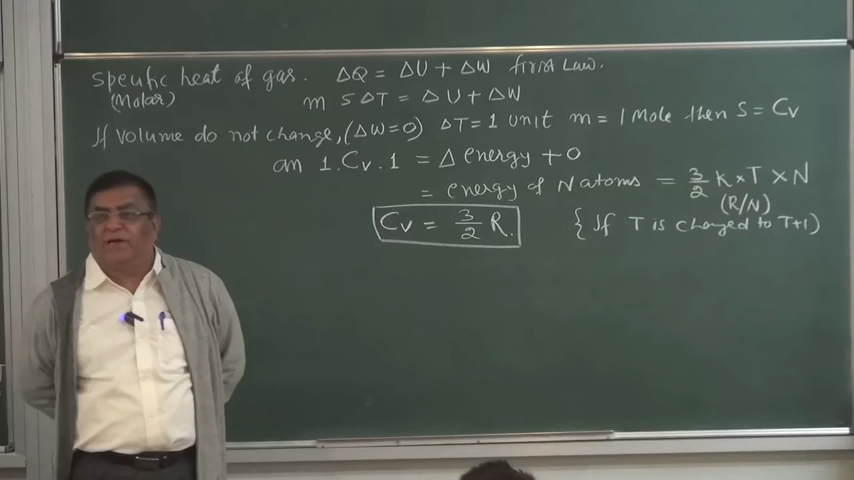 Specific heat of gas. ΔQ = ΔU + ΔW first Law.
(Molar) m S ΔT = ΔU + ΔW
If volume do not change, (ΔW=0) ΔT = 1 unit m = 1 Mole then S = Cv
1. Cv. 1 = Δ energy + 0
= energy of N atoms = 3/2 K × T × N
(R/N)
Cv = 3/2 R. { If T is changed to T+1)